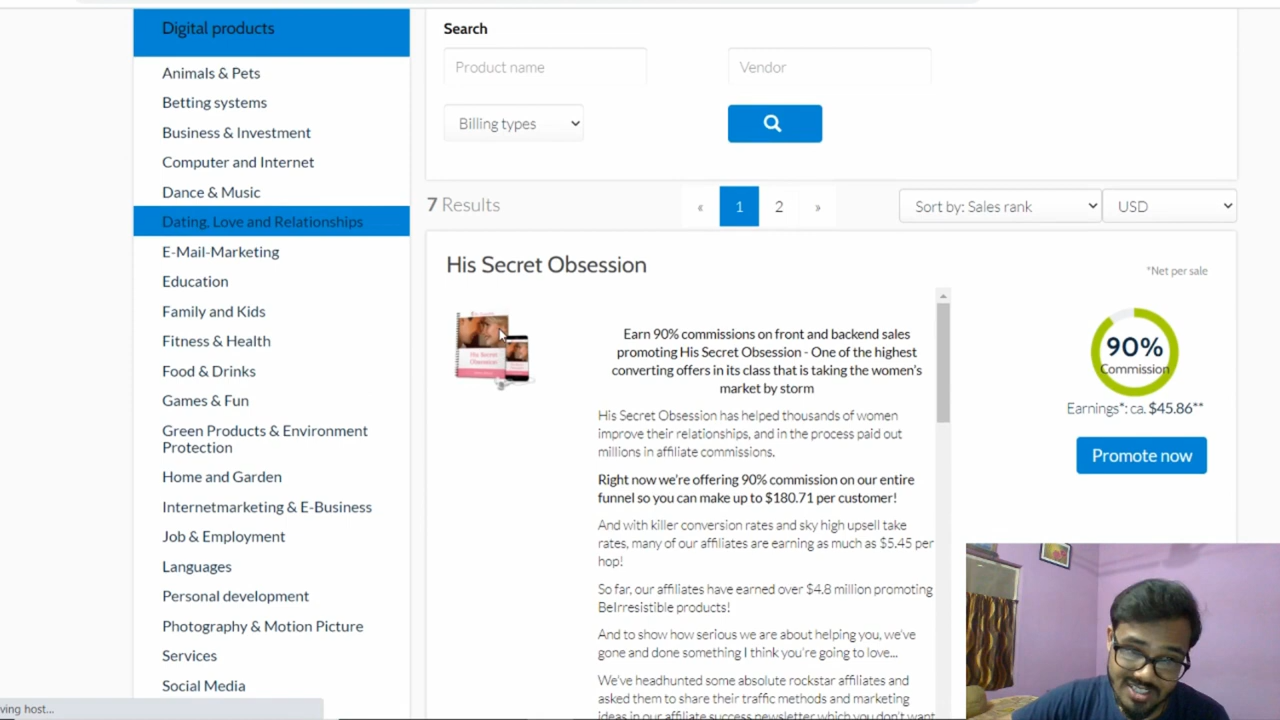 Digital products
Animals & Pets
Betting systems
Business & Investment
Computer and Internet
Dance & Music
Dating, Love and Relationships
E-Mail-Marketing
Education
Family and Kids
Fitness & Health
Food & Drinks
Games & Fun
Green Products & Environment
Protection
Home and Garden
Internetmarketing & E-Business
Job & Employment
Languages
Personal development
Photography & Motion Picture
Services
Social Media
ving host...
Search
Product name
Vendor
Billing types
7 Results
«
1
2
»
Sort by: Sales rank
USD
His Secret Obsession
*Net per sale
His Secret
Obsession
Earn 90% commissions on front and backend sales
promoting His Secret Obsession - One of the highest
converting offers in its class that is taking the women's
market by storm
His Secret Obsession has helped thousands of women
improve their relationships, and in the process paid out
millions in affiliate commissions.
Right now we're offering 90% commission on our entire
funnel so you can make up to $180.71 per customer!
And with killer conversion rates and sky high upsell take
rates, many of our affiliates are earning as much as $5.45 per
hop!
So far, our affiliates have earned over $4.8 million promoting
BeIrresistible products!
And to show how serious we are about helping you, we've
gone and done something I think you're going to love...
We've headhunted some absolute rockstar affiliates and
asked them to share their traffic methods and marketing
ideas in our affiliate success newsletter which you don't want
90%
Commission
Earnings*: ca. $45.86**
Promote now